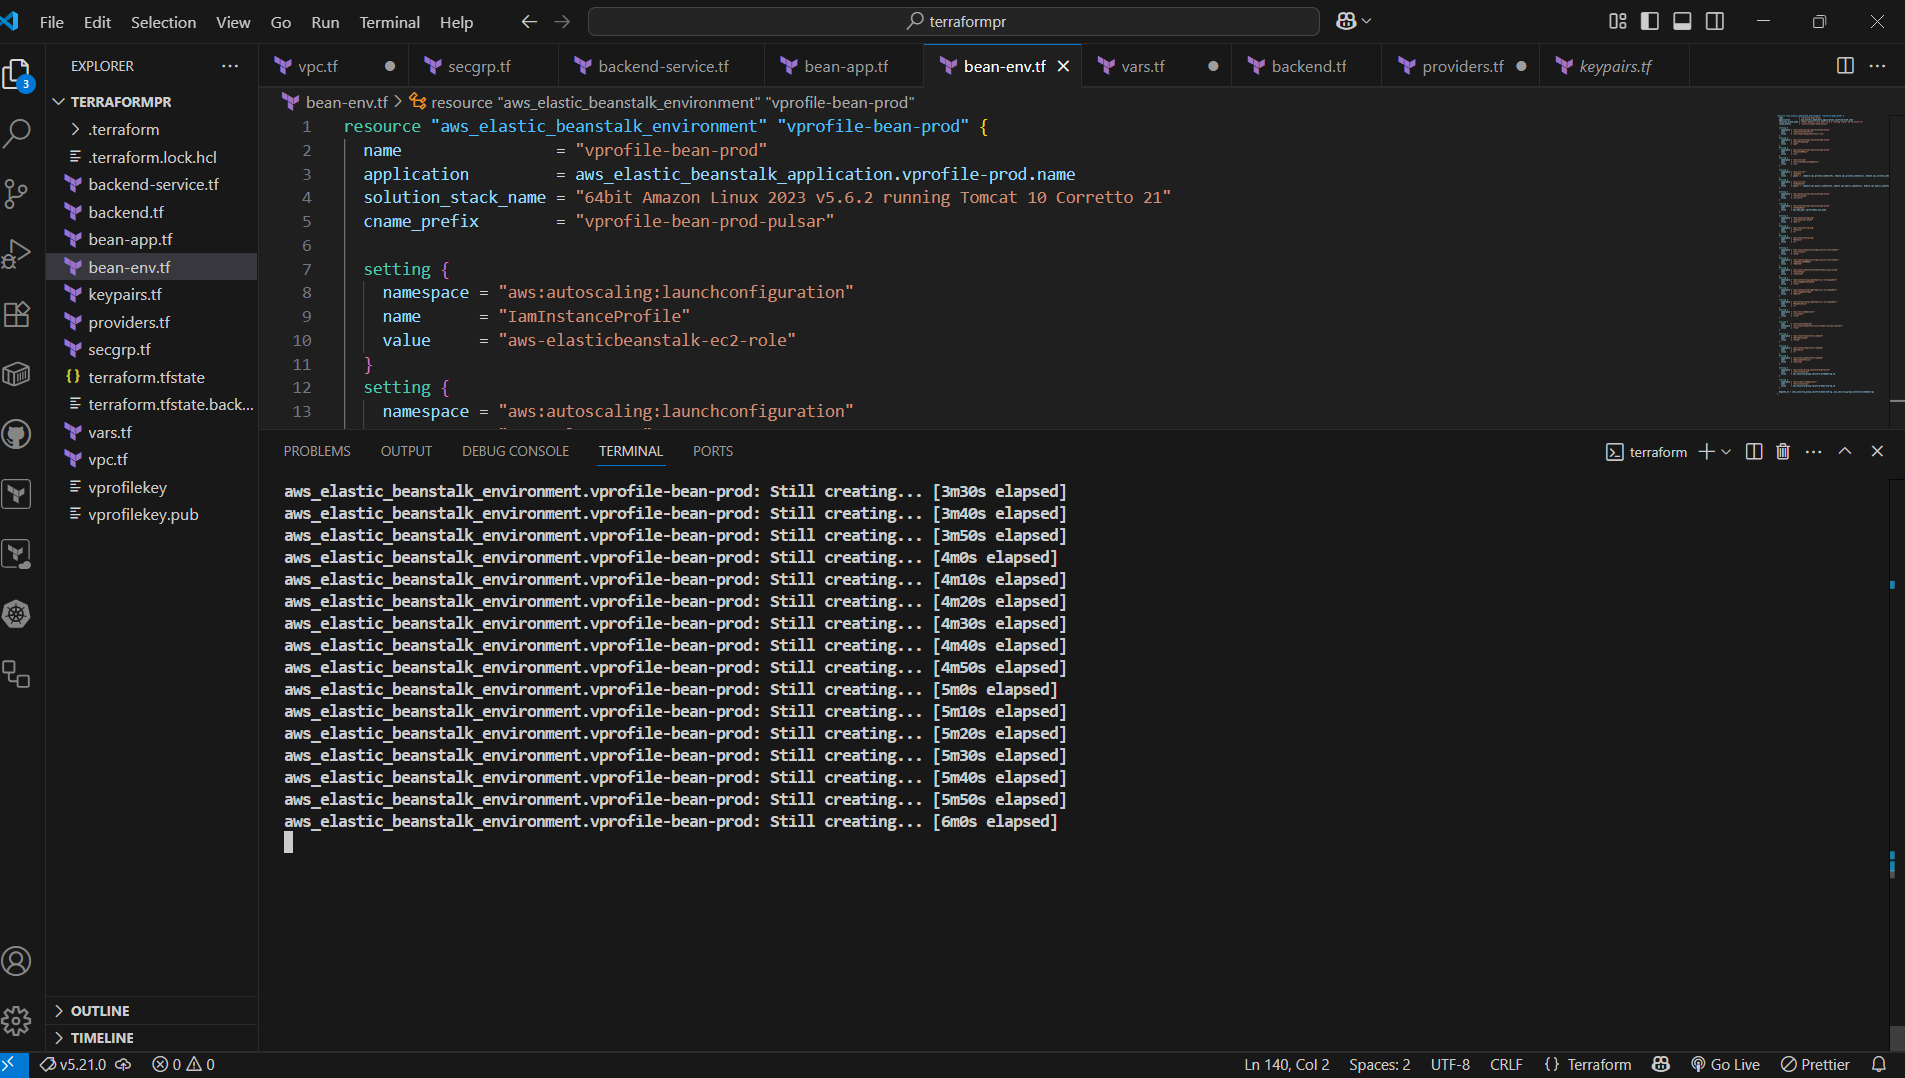 File Edit Selection View Go Run Terminal Help
terraformpr
EXPLORER
vpc.tf
secgrp.tf
backend-service.tf
bean-app.tf
bean-env.tf
vars.tf
backend.tf
providers.tf
keypairs.tf
3
TERRAFORMPR
.terraform
.terraform.lock.hcl
backend-service.tf
backend.tf
bean-app.tf
bean-env.tf
keypairs.tf
providers.tf
secgrp.tf
{} terraform.tfstate
terraform.tfstate.back...
vars.tf
vpc.tf
vprofilekey
vprofilekey.pub
OUTLINE
TIMELINE
bean-env.tf > resource "aws_elastic_beanstalk_environment" "vprofile-bean-prod"
1 resource "aws_elastic_beanstalk_environment" "vprofile-bean-prod" {
2 name = "vprofile-bean-prod"
3 application = aws_elastic_beanstalk_application.vprofile-prod.name
4 solution_stack_name = "64bit Amazon Linux 2023 v5.6.2 running Tomcat 10 Corretto 21"
5 cname_prefix = "vprofile-bean-prod-pulsar"
6
7 setting {
8 namespace = "aws:autoscaling:launchconfiguration"
9 name = "IamInstanceProfile"
10 value = "aws-elasticbeanstalk-ec2-role"
11 }
12 setting {
13 namespace = "aws:autoscaling:launchconfiguration"
PROBLEMS OUTPUT DEBUG CONSOLE TERMINAL PORTS
terraform
aws_elastic_beanstalk_environment.vprofile-bean-prod: Still creating... [3m30s elapsed]
aws_elastic_beanstalk_environment.vprofile-bean-prod: Still creating... [3m40s elapsed]
aws_elastic_beanstalk_environment.vprofile-bean-prod: Still creating... [3m50s elapsed]
aws_elastic_beanstalk_environment.vprofile-bean-prod: Still creating... [4m0s elapsed]
aws_elastic_beanstalk_environment.vprofile-bean-prod: Still creating... [4m10s elapsed]
aws_elastic_beanstalk_environment.vprofile-bean-prod: Still creating... [4m20s elapsed]
aws_elastic_beanstalk_environment.vprofile-bean-prod: Still creating... [4m30s elapsed]
aws_elastic_beanstalk_environment.vprofile-bean-prod: Still creating... [4m40s elapsed]
aws_elastic_beanstalk_environment.vprofile-bean-prod: Still creating... [4m50s elapsed]
aws_elastic_beanstalk_environment.vprofile-bean-prod: Still creating... [5m0s elapsed]
aws_elastic_beanstalk_environment.vprofile-bean-prod: Still creating... [5m10s elapsed]
aws_elastic_beanstalk_environment.vprofile-bean-prod: Still creating... [5m20s elapsed]
aws_elastic_beanstalk_environment.vprofile-bean-prod: Still creating... [5m30s elapsed]
aws_elastic_beanstalk_environment.vprofile-bean-prod: Still creating... [5m40s elapsed]
aws_elastic_beanstalk_environment.vprofile-bean-prod: Still creating... [5m50s elapsed]
aws_elastic_beanstalk_environment.vprofile-bean-prod: Still creating... [6m0s elapsed]
v5.21.0 0 0 Ln 140, Col 2 Spaces: 2 UTF-8 CRLF {} Terraform Go Live Prettier